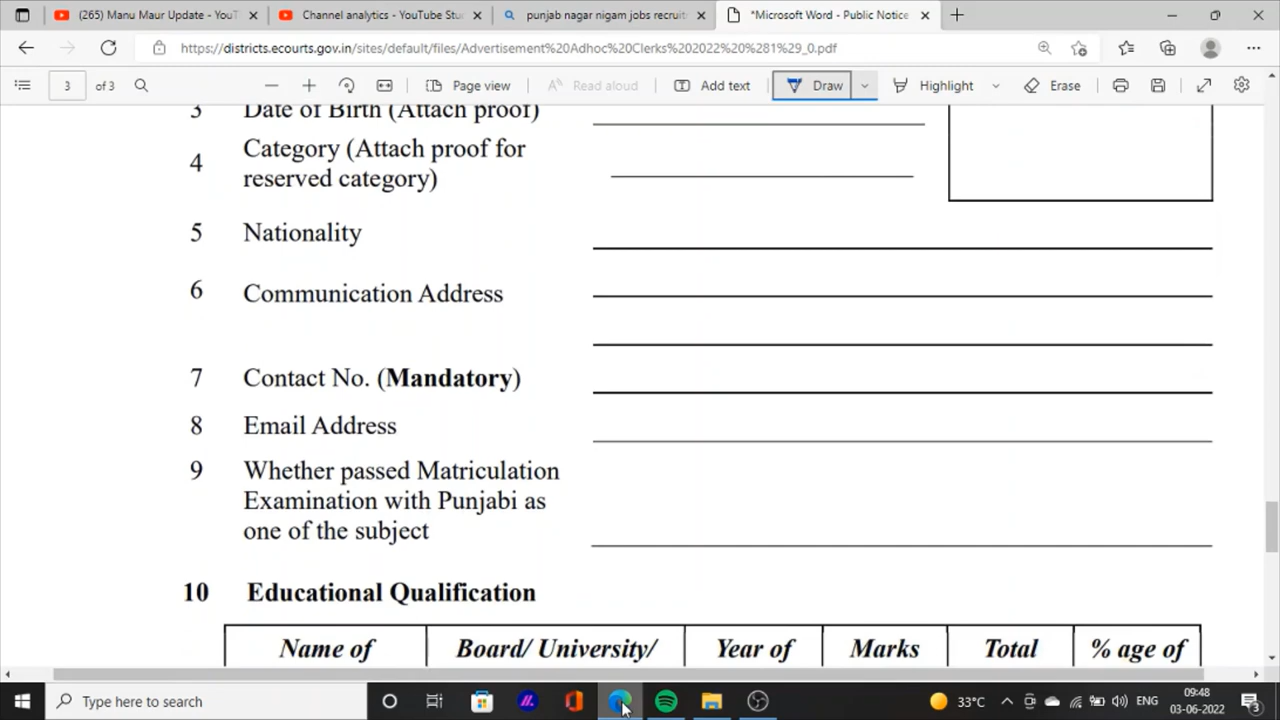 (265) Manu Maur Update - YouT
Channel analytics - YouTube Stu
punjab nagar nigam jobs recruit
*Microsoft Word - Public Notice
https://districts.ecourts.gov.in/sites/default/files/Advertisement%20Adhoc%20Clerks%202022%20%281%29_0.pdf
3 of 3
Page view
Read aloud
Add text
Draw
Highlight
Erase
3 Date of Birth (Attach proof)
4 Category (Attach proof for
reserved category)
5 Nationality
6 Communication Address
7 Contact No. (Mandatory)
8 Email Address
9 Whether passed Matriculation
Examination with Punjabi as
one of the subject
10 Educational Qualification
Name of Board/ University/ Year of Marks Total % age of
Type here to search
33°C
ENG
09:48
03-06-2022
3